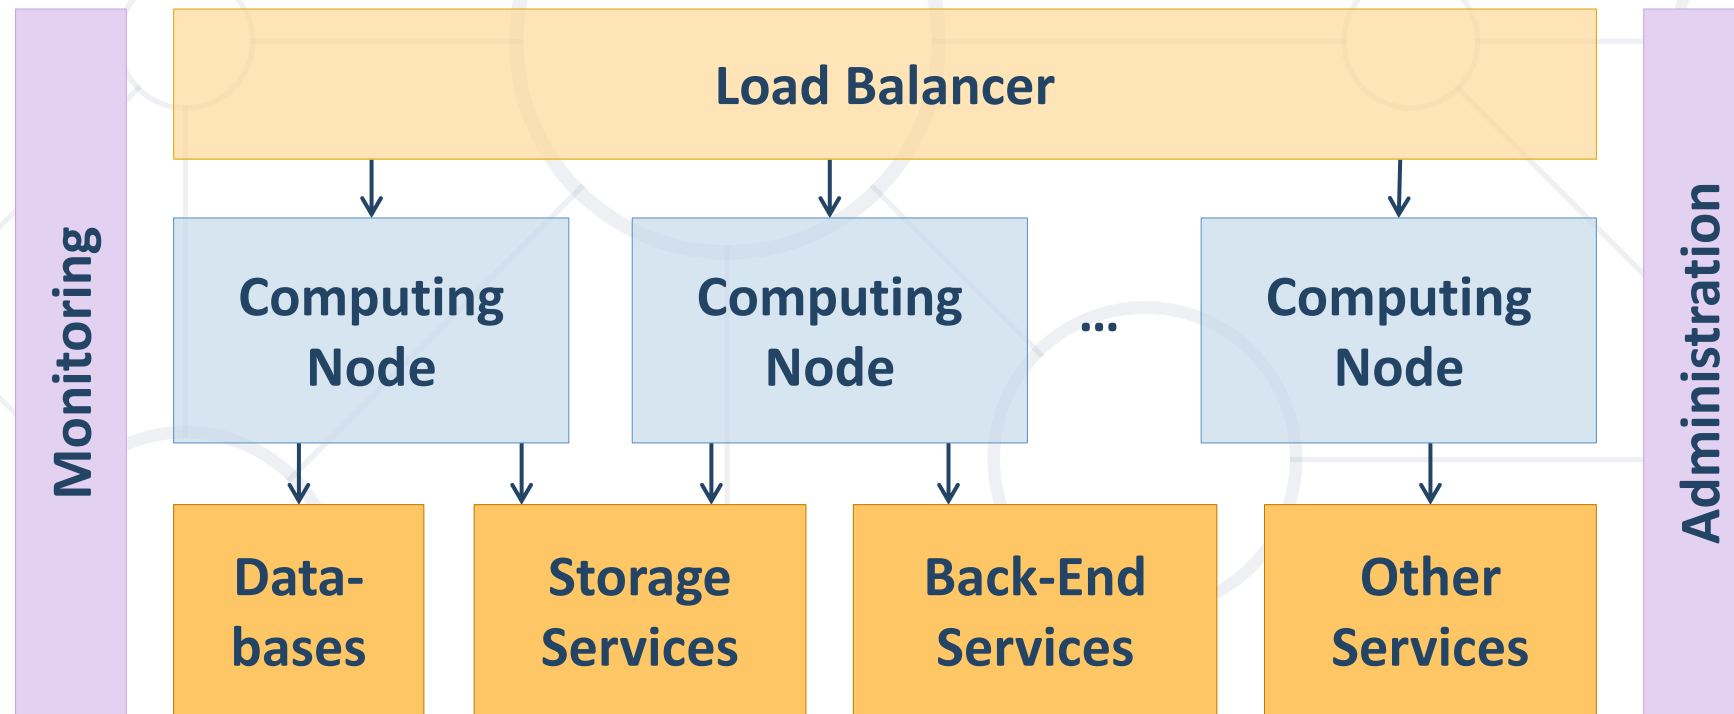 Monitoring
Load Balancer
Computing
Node
Computing
Node
...
Computing
Node
Data-
bases
Storage
Services
Back-End
Services
Other
Services
Administration